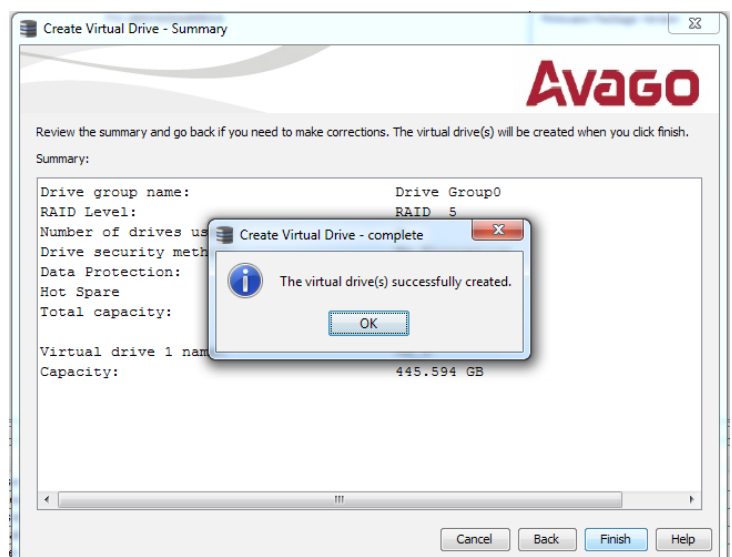 Create Virtual Drive - Summary
AVAGO
Review the summary and go back if you need to make corrections. The virtual drive(s) will be created when you click finish.
Summary:
Drive group name: Drive Group0
RAID Level: RAID 5
Number of drives us
Drive security meth
Data Protection:
Hot Spare
Total capacity:
Virtual drive 1 nam
Capacity: 445.594 GB
Create Virtual Drive - complete
The virtual drive(s) successfully created.
OK
Cancel Back Finish Help